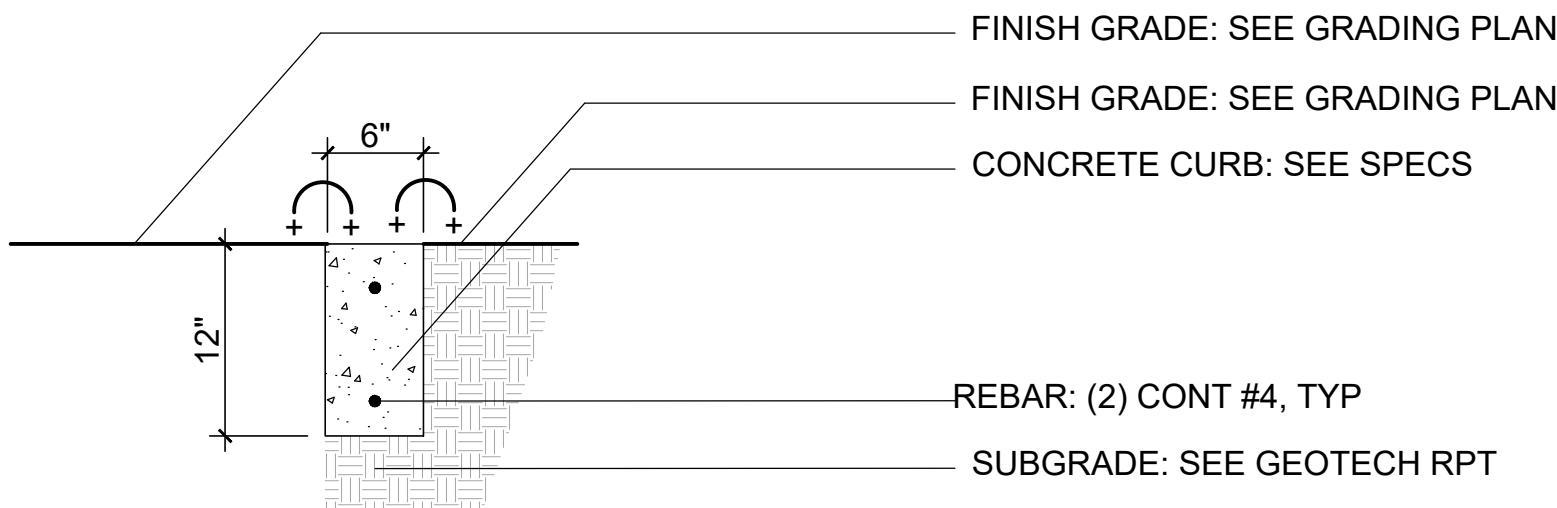 FINISH GRADE: SEE GRADING PLAN
FINISH GRADE: SEE GRADING PLAN
6"
CONCRETE CURB: SEE SPECS
12"
REBAR: (2) CONT #4, TYP
SUBGRADE: SEE GEOTECH RPT